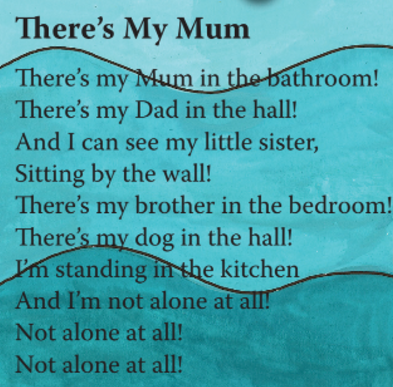 There's My Mum
There's my Mum in the bathroom!
There's my Dad in the hall!
And I can see my little sister,
Sitting by the wall!
There's my brother in the bedroom!
There's my dog in the hall!
I'm standing in the kitchen
And I'm not alone at all!
Not alone at all!
Not alone at all!